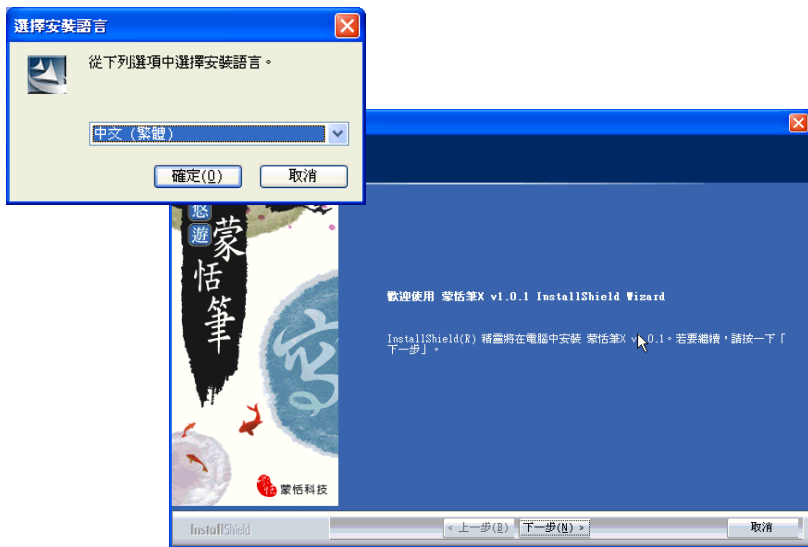 選擇安裝語言
從下列選項中選擇安裝語言。
中文 (繁體)
確定(O)
取消
悠
遊
蒙恬筆
蒙恬科技
歡迎使用 蒙恬筆X v1.0.1 InstallShield Wizard
InstallShield(R) 精靈將在電腦中安裝 蒙恬筆X v1.0.1。若要繼續，請按一下「
下一步」。
InstallShield
< 上一步(B)
下一步(N) >
取消